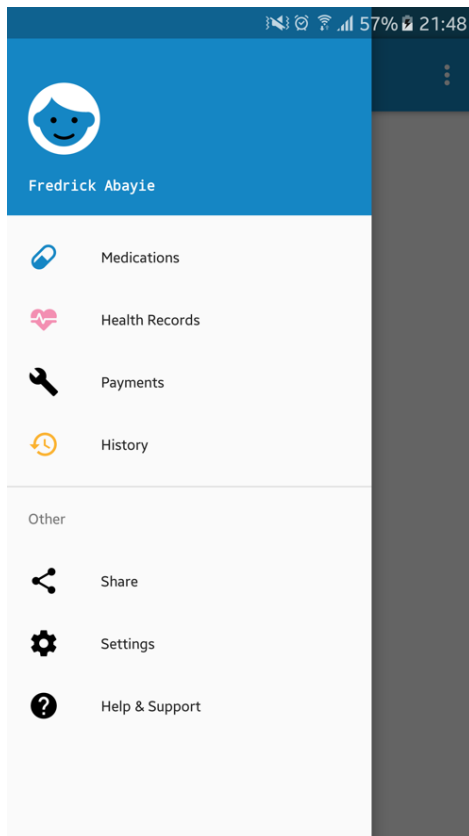 57% 21:48
Fredrick Abayie
Medications
Health Records
Payments
History
Other
Share
Settings
Help & Support